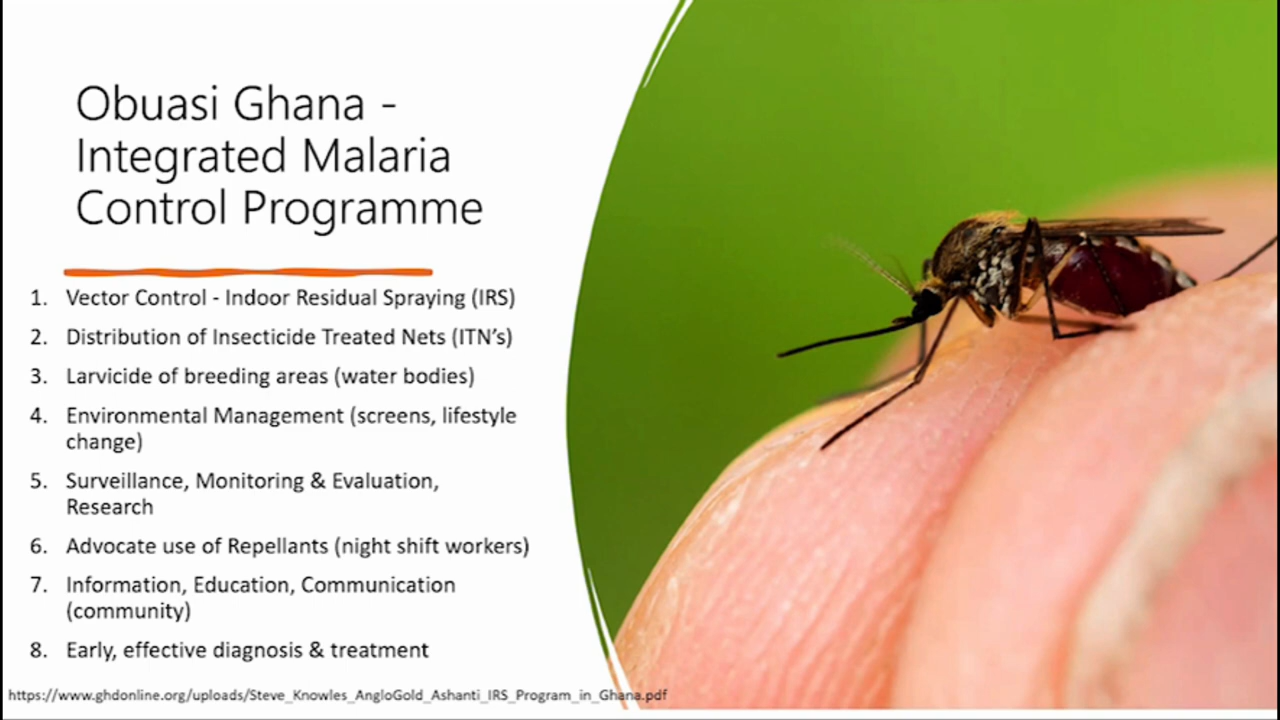 Obuasi Ghana -
Integrated Malaria
Control Programme
1. Vector Control - Indoor Residual Spraying (IRS)
2. Distribution of Insecticide Treated Nets (ITN’s)
3. Larvicide of breeding areas (water bodies)
4. Environmental Management (screens, lifestyle
change)
5. Surveillance, Monitoring & Evaluation,
Research
6. Advocate use of Repellants (night shift workers)
7. Information, Education, Communication
(community)
8. Early, effective diagnosis & treatment
https://www.ghdonline.org/uploads/Steve_Knowles_AngloGold_Ashanti_IRS_Program_in_Ghana.pdf